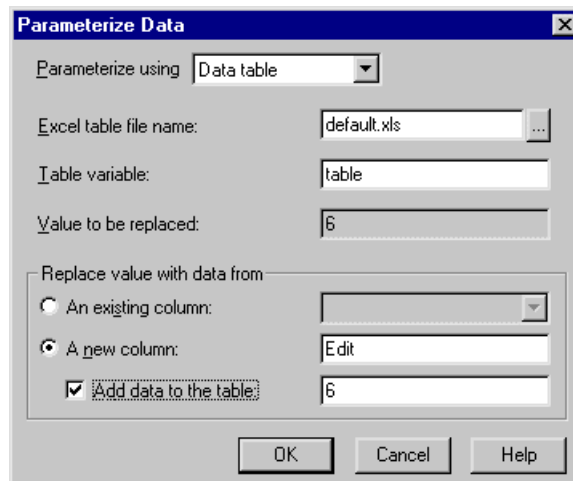 Parameterize Data
Parameterize using Data table
Excel table file name: default.xls ...
Table variable: table
Value to be replaced: 6
Replace value with data from
An existing column:
A new column: Edit
Add data to the table: 6
OK Cancel Help